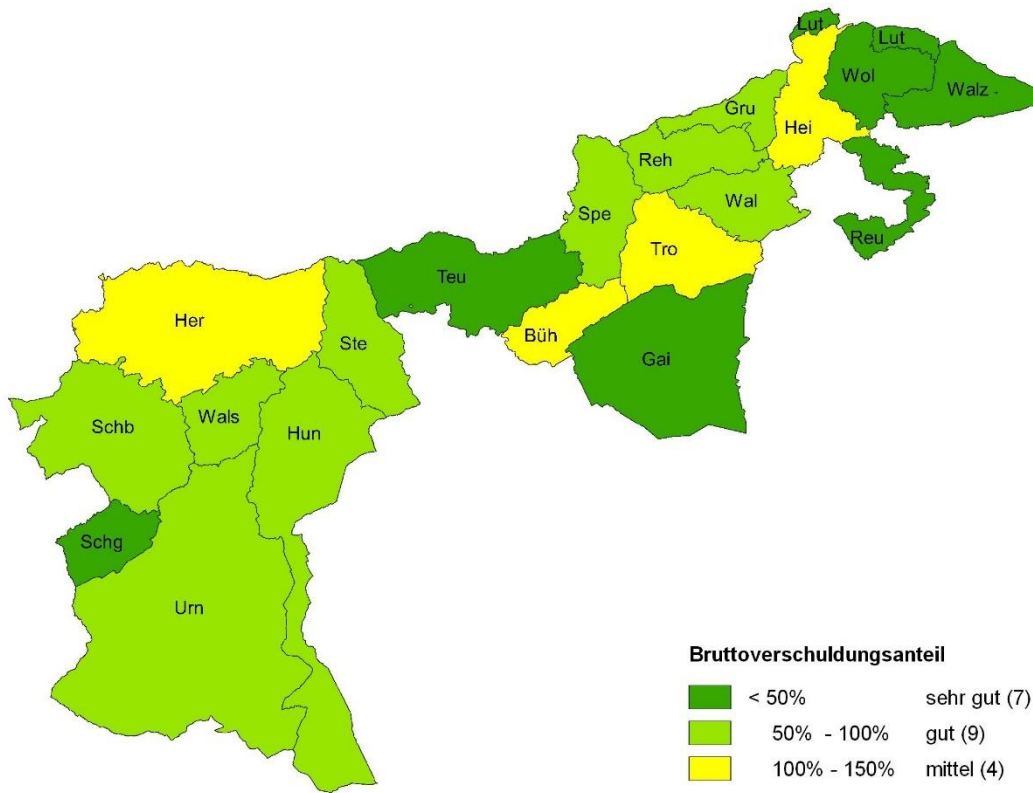 Lut
Lut
Wol
Walz
Gru
Hei
Reh
Wal
Spe
Reu
Tro
Teu
Her
Büh
Ste
Gai
Schb
Wals
Hun
Schg
Urn
Bruttoverschuldungsanteil
< 50% sehr gut (7)
50% - 100% gut (9)
100% - 150% mittel (4)